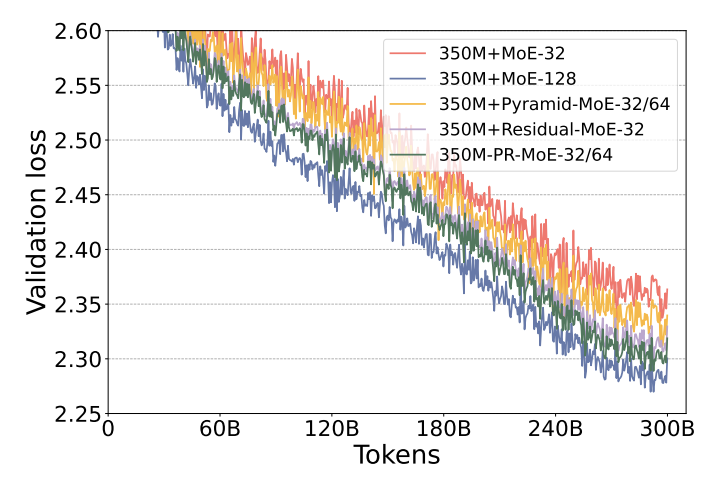 2.60
2.55
2.50
2.45
2.40
2.35
2.30
2.25
Validation loss
350M+MoE-32
350M+MoE-128
350M+Pyramid-MoE-32/64
350M+Residual-MoE-32
350M-PR-MoE-32/64
0 60B 120B 180B 240B 300B
Tokens